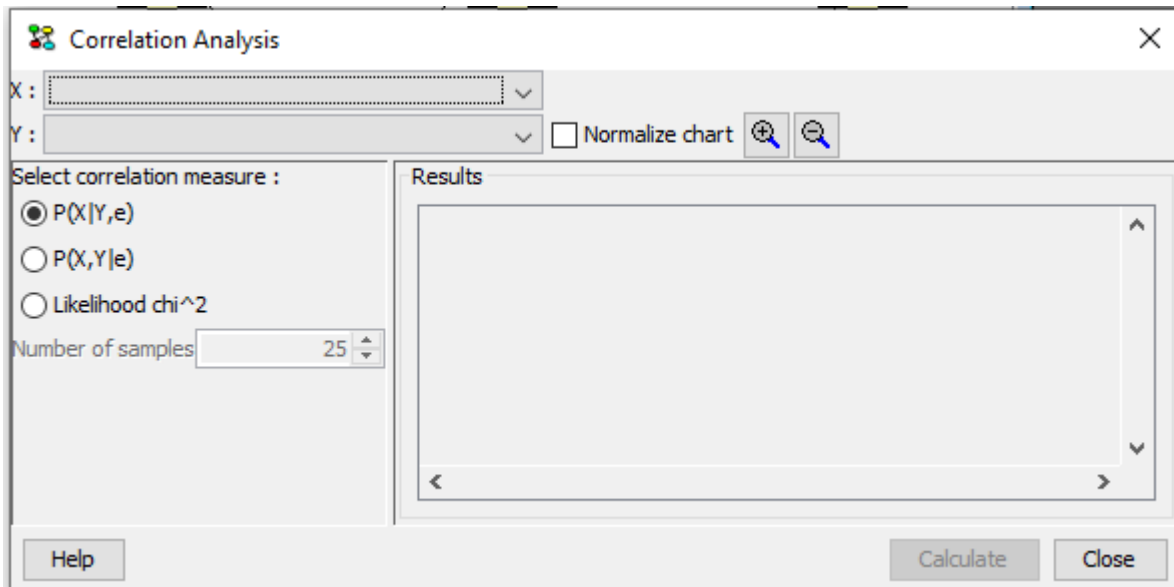 Correlation Analysis
X :
Y :
Normalize chart
Select correlation measure :
Results
P(X|Y,e)
P(X,Y|e)
Likelihood chi^2
Number of samples
25
Help
Calculate
Close